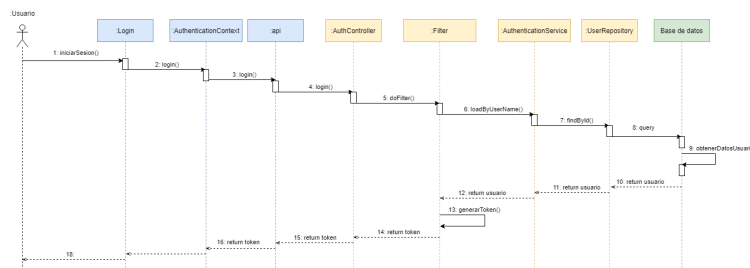 :Usuario
:Login
:AuthenticationContext
:api
:AuthController
:Filter
:AuthenticationService
:UserRepository
Base de datos
1: iniciarSesion()
2: login()
3: login()
4: login()
5: doFilter()
6: loadByUserName()
7: findById()
8: query
9: obtenerDatosUsuari
10: return usuario
11: return usuario
12: return usuario
13: generarToken()
14: return token
15: return token
16: return token
18: